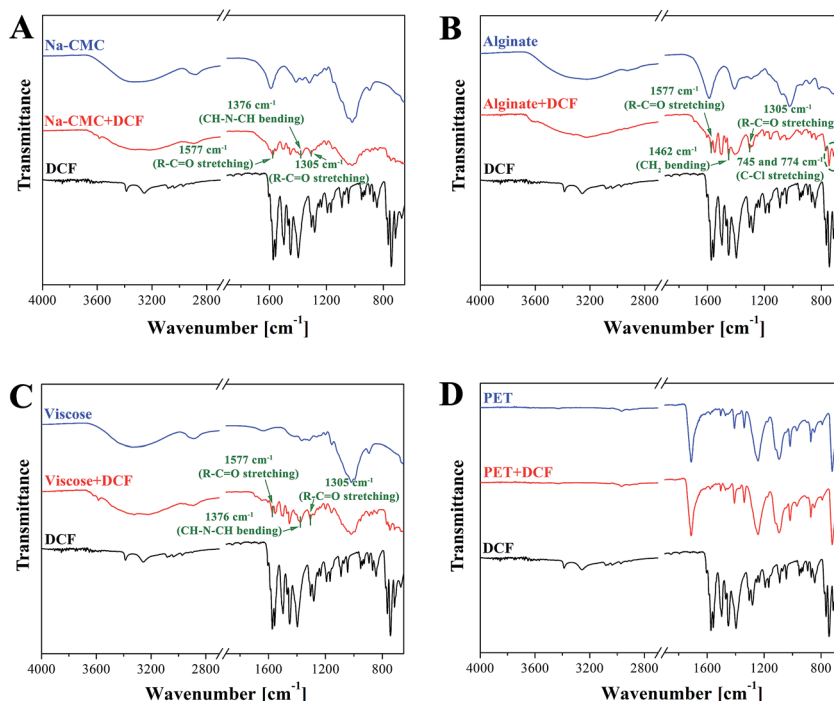 A
Na-CMC
Na-CMC+DCF
DCF
1376 cm⁻¹
(CH-N-CH bending)
1577 cm⁻¹
(R-C=O stretching)
1305 cm⁻¹
(R-C=O stretching)
Transmittance
4000 3600 3200 2800 1600 1200 800
Wavenumber [cm⁻¹]
B
Alginate
Alginate+DCF
DCF
1577 cm⁻¹
(R-C=O stretching)
1305 cm⁻¹
(R-C=O stretching)
1462 cm⁻¹
(CH₂ bending)
745 and 774 cm⁻¹
(C-Cl stretching)
Transmittance
4000 3600 3200 2800 1600 1200 800
Wavenumber [cm⁻¹]
C
Viscose
Viscose+DCF
DCF
1577 cm⁻¹
(R-C=O stretching)
1305 cm⁻¹
(R-C=O stretching)
1376 cm⁻¹
(CH-N-CH bending)
Transmittance
4000 3600 3200 2800 1600 1200 800
Wavenumber [cm⁻¹]
D
PET
PET+DCF
DCF
Transmittance
4000 3600 3200 2800 1600 1200 800
Wavenumber [cm⁻¹]